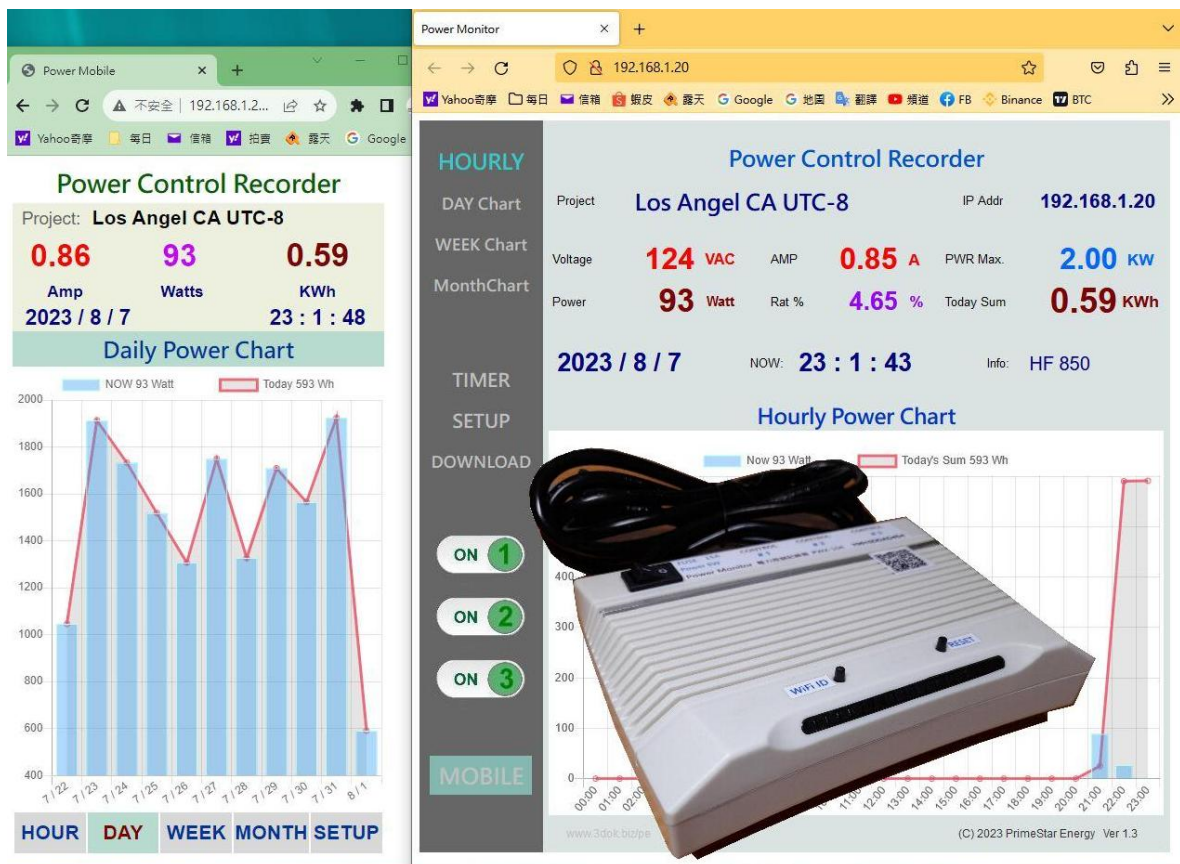 Power Mobile
不安全 192.168.1.2...
Yahoo奇摩 每日 信箱 拍賣 露天 Google
Power Control Recorder
Project: Los Angel CA UTC-8
0.86 93 0.59
Amp Watts KWh
2023 / 8 / 7 23 : 1 : 48
Daily Power Chart
NOW 93 Watt Today 593 Wh
2000
1800
1600
1400
1200
1000
800
600
400
7 / 22 7 / 23 7 / 24 7 / 25 7 / 26 7 / 27 7 / 28 7 / 29 7 / 30 7 / 31 8 / 1
HOUR DAY WEEK MONTH SETUP
Power Monitor
192.168.1.20
Yahoo奇摩 每日 信箱 蝦皮 露天 Google 地圖 翻譯 頻道 FB Binance BTC
HOURLY
DAY Chart
WEEK Chart
MonthChart
TIMER
SETUP
DOWNLOAD
ON 1
ON 2
ON 3
MOBILE
Power Control Recorder
Project Los Angel CA UTC-8 IP Addr 192.168.1.20
Voltage 124 VAC AMP 0.85 A PWR Max. 2.00 KW
Power 93 Watt Rat % 4.65 % Today Sum 0.59 KWh
2023 / 8 / 7 NOW: 23 : 1 : 43 Info: HF 850
Hourly Power Chart
Now 93 Watt Today's Sum 593 Wh
400
300
200
100
0
00:00 01:00 11:00 12:00 13:00 14:00 15:00 16:00 17:00 18:00 19:00 20:00 21:00 22:00 23:00
CONTROL
Power SW
Power Monitor
WiFi ID
RESET
www.3dok.biz/pe
(C) 2023 PrimeStar Energy Ver 1.3